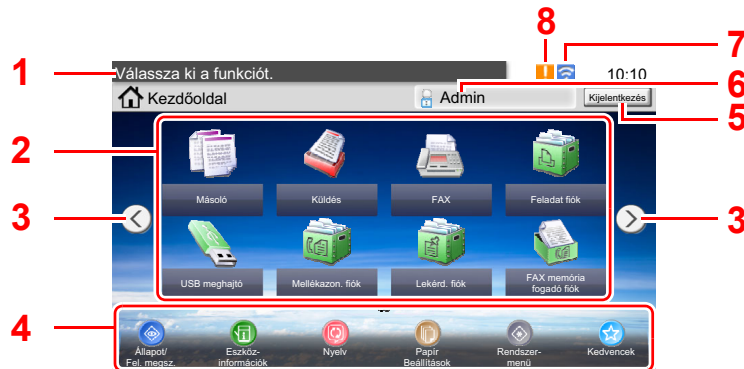 8
7
1
Válassza ki a funkciót.
10:10
6
Kezdőoldal
Admin
Kijelentkezés
5
2
Másoló
Küldés
FAX
Feladat fiók
3
3
USB meghajtó
Mellékazon. fiók
Lekérd. fiók
FAX memória
fogadó fiók
4
Állapot/
Fel. megsz.
Eszköz-
információk
Nyelv
Papír
Beállítások
Rendszer-
menü
Kedvencek